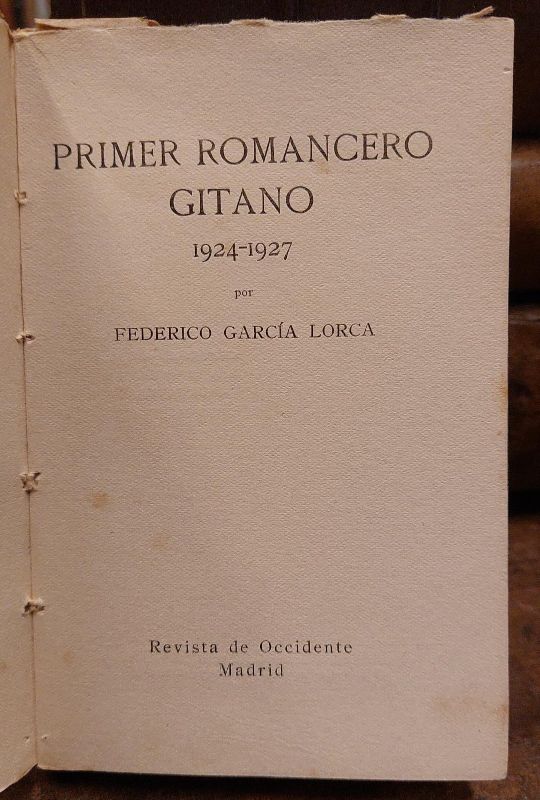 PRIMER ROMANCERO
GITANO
1924-1927
por
FEDERICO GARCÍA LORCA
Revista de Occidente
Madrid